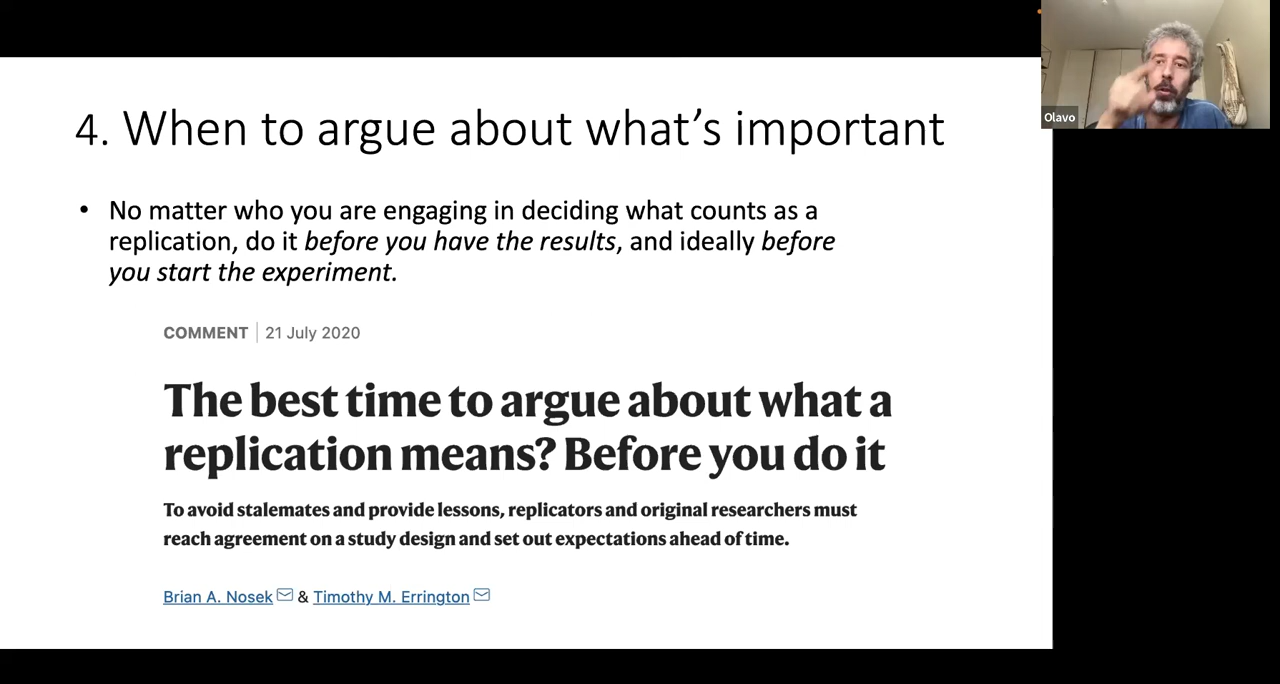 4. When to argue about what’s important
Olavo
• No matter who you are engaging in deciding what counts as a
replication, do it before you have the results, and ideally before
you start the experiment.
COMMENT | 21 July 2020
The best time to argue about what a
replication means? Before you do it
To avoid stalemates and provide lessons, replicators and original researchers must
reach agreement on a study design and set out expectations ahead of time.
Brian A. Nosek & Timothy M. Errington